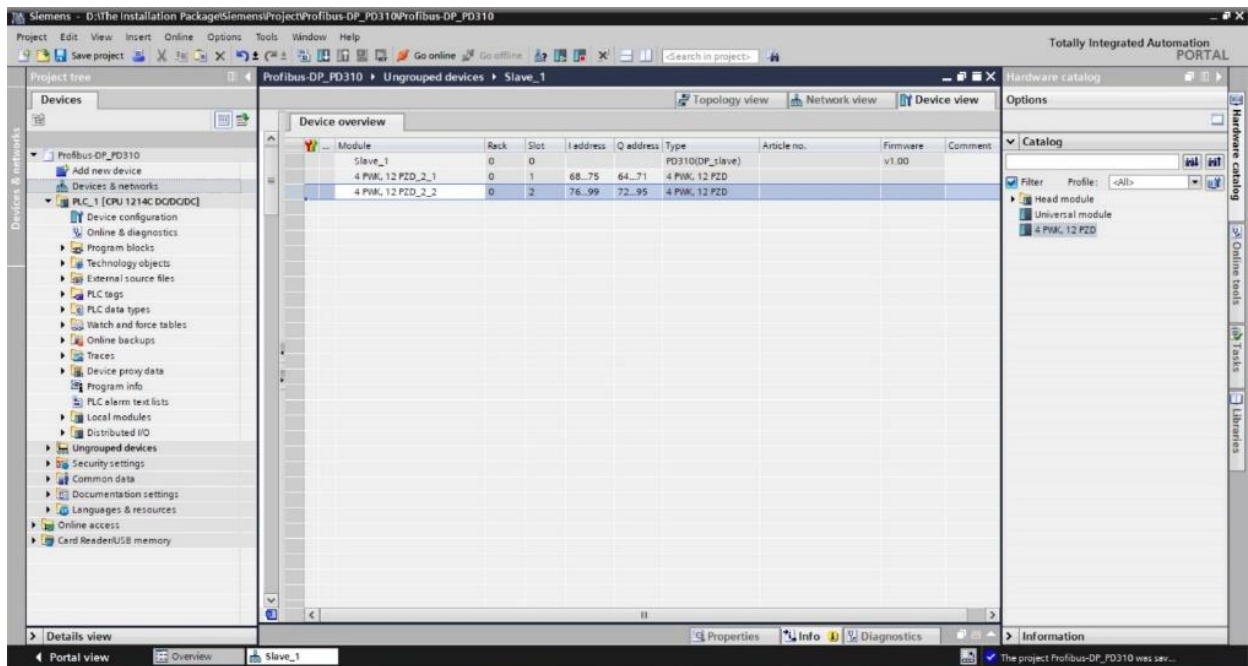 Siemens - D:\The Installation Package\Siemens\Project\Profibus-DP_PD310\Profibus-DP_PD310
Project Edit View Insert Online Options Tools Window Help
Totally Integrated Automation
PORTAL
Save project Go online Go offline <Search in project>
Project tree
Profibus-DP_PD310 Ungrouped devices Slave_1
Hardware catalog
Devices
Topology view Network view Device view
Options
Device overview
Module Rack Slot I address Q address Type Article no. Firmware Comment
Slave_1 0 0 PD310(DP_slave) v1.00
4 PWK, 12 PZD_2_1 0 1 68...75 64...71 4 PWK, 12 PZD
4 PWK, 12 PZD_2_2 0 2 76...99 72...95 4 PWK, 12 PZD
Profibus-DP_PD310
Add new device
Devices & networks
PLC_1 [CPU 1214C DC/DC/DC]
Device configuration
Online & diagnostics
Program blocks
Technology objects
External source files
PLC tags
PLC data types
Watch and force tables
Online backups
Traces
Device proxy data
Program info
PLC alarm text lists
Local modules
Distributed I/O
Ungrouped devices
Security settings
Common data
Documentation settings
Languages & resources
Online access
Card Reader/USB memory
Catalog
Filter Profile: <All>
Head module
Universal module
4 PWK, 12 PZD
Devices & networks
Hardware catalog
Online tools
Tasks
Libraries
Properties Info Diagnostics
Details view
Information
Portal view Overview Slave_1
The project Profibus-DP_PD310 was sav...